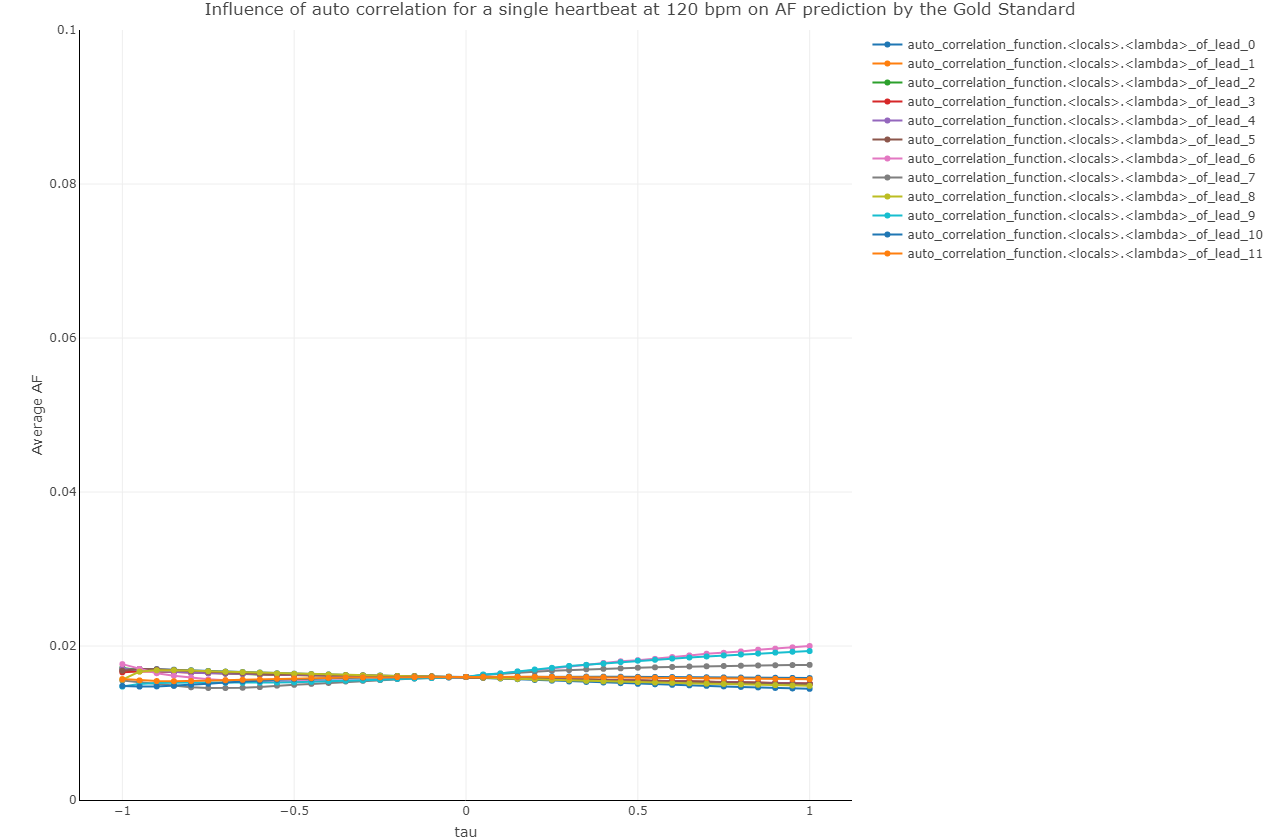 Influence of auto correlation for a single heartbeat at 120 bpm on AF prediction by the Gold Standard
auto_correlation_function.<locals>.<lambda>_of_lead_0
auto_correlation_function.<locals>.<lambda>_of_lead_1
auto_correlation_function.<locals>.<lambda>_of_lead_2
auto_correlation_function.<locals>.<lambda>_of_lead_3
auto_correlation_function.<locals>.<lambda>_of_lead_4
auto_correlation_function.<locals>.<lambda>_of_lead_5
auto_correlation_function.<locals>.<lambda>_of_lead_6
auto_correlation_function.<locals>.<lambda>_of_lead_7
auto_correlation_function.<locals>.<lambda>_of_lead_8
auto_correlation_function.<locals>.<lambda>_of_lead_9
auto_correlation_function.<locals>.<lambda>_of_lead_10
auto_correlation_function.<locals>.<lambda>_of_lead_11
0.1
0.08
0.06
0.04
0.02
0
Average AF
−1
−0.5
0
0.5
1
tau